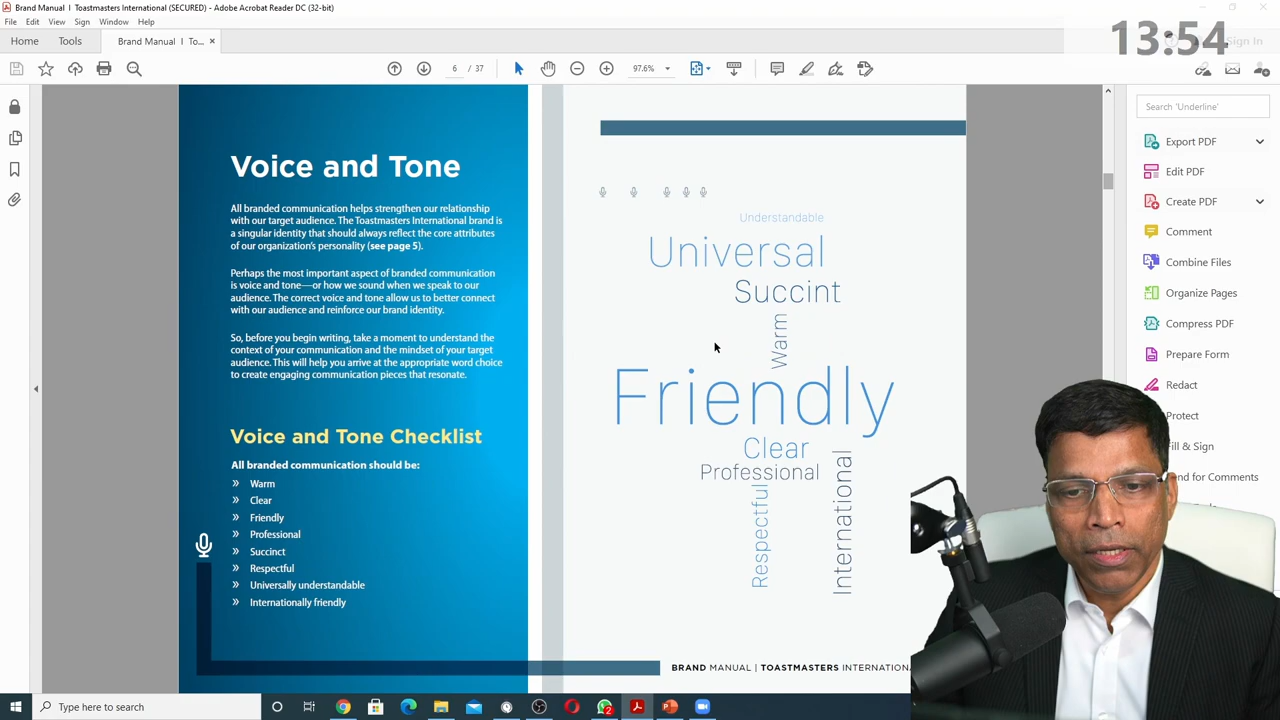 Brand Manual I Toastmasters International (SECURED) - Adobe Acrobat Reader DC (32-bit)
File Edit View Sign Window Help
13:54
Home Tools Brand Manual I To... × Sign In
6 / 37 97.6%
Voice and Tone
All branded communication helps strengthen our relationship
with our target audience. The Toastmasters International brand is
a singular identity that should always reflect the core attributes
of our organization's personality (see page 5).
Perhaps the most important aspect of branded communication
is voice and tone—or how we sound when we speak to our
audience. The correct voice and tone allow us to better connect
with our audience and reinforce our brand identity.
So, before you begin writing, take a moment to understand the
context of your communication and the mindset of your target
audience. This will help you arrive at the appropriate word choice
to create engaging communication pieces that resonate.
Voice and Tone Checklist
All branded communication should be:
» Warm
» Clear
» Friendly
» Professional
» Succinct
» Respectful
» Universally understandable
» Internationally friendly
Understandable
Universal
Succint
Warm
Friendly
Clear
Professional
Respectful
International
BRAND MANUAL | TOASTMASTERS INTERNATIONA
Search 'Underline'
Export PDF
Edit PDF
Create PDF
Comment
Combine Files
Organize Pages
Compress PDF
Prepare Form
Redact
Protect
Fill & Sign
end for Comments
Type here to search
2